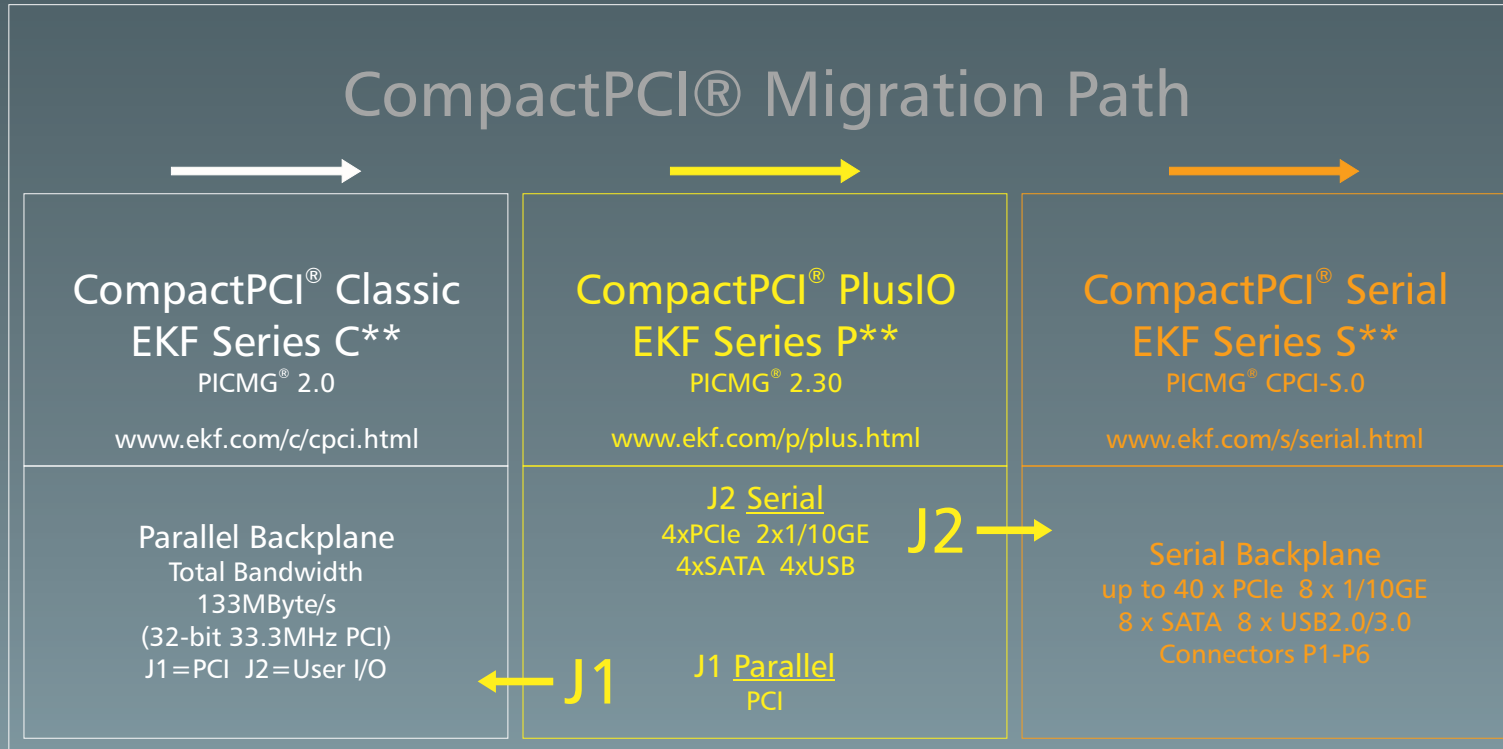 CompactPCI® Migration Path
CompactPCI® Classic
EKF Series C**
PICMG® 2.0
www.ekf.com/c/cpci.html
Parallel Backplane
Total Bandwidth
133MByte/s
(32-bit 33.3MHz PCI)
J1=PCI J2=User I/O
CompactPCI® PlusIO
EKF Series P**
PICMG® 2.30
www.ekf.com/p/plus.html
J2 Serial
4xPCIe 2x1/10GE
4xSATA 4xUSB
J2
J1
J1 Parallel
PCI
CompactPCI® Serial
EKF Series S**
PICMG® CPCI-S.0
www.ekf.com/s/serial.html
Serial Backplane
up to 40 x PCIe 8 x 1/10GE
8 x SATA 8 x USB2.0/3.0
Connectors P1-P6